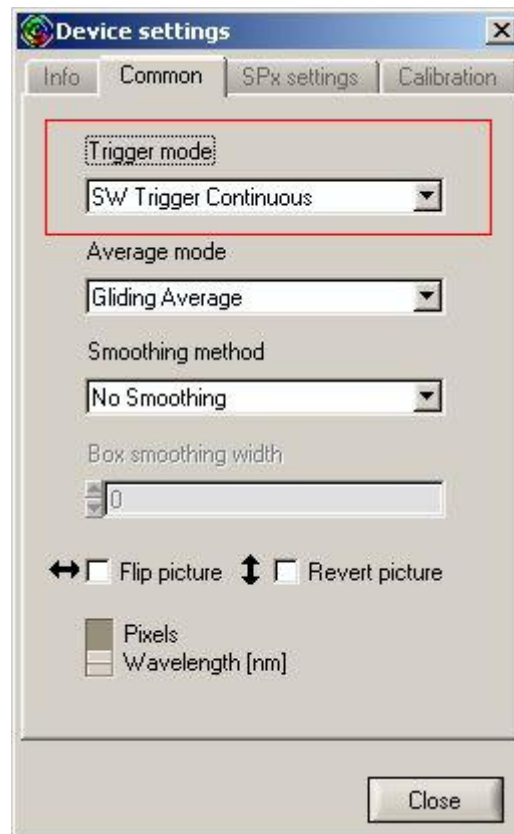 Device settings
Info Common SPx settings Calibration
Trigger mode
SW Trigger Continuous
Average mode
Gliding Average
Smoothing method
No Smoothing
Box smoothing width
0
Flip picture Revert picture
Pixels
Wavelength [nm]
Close